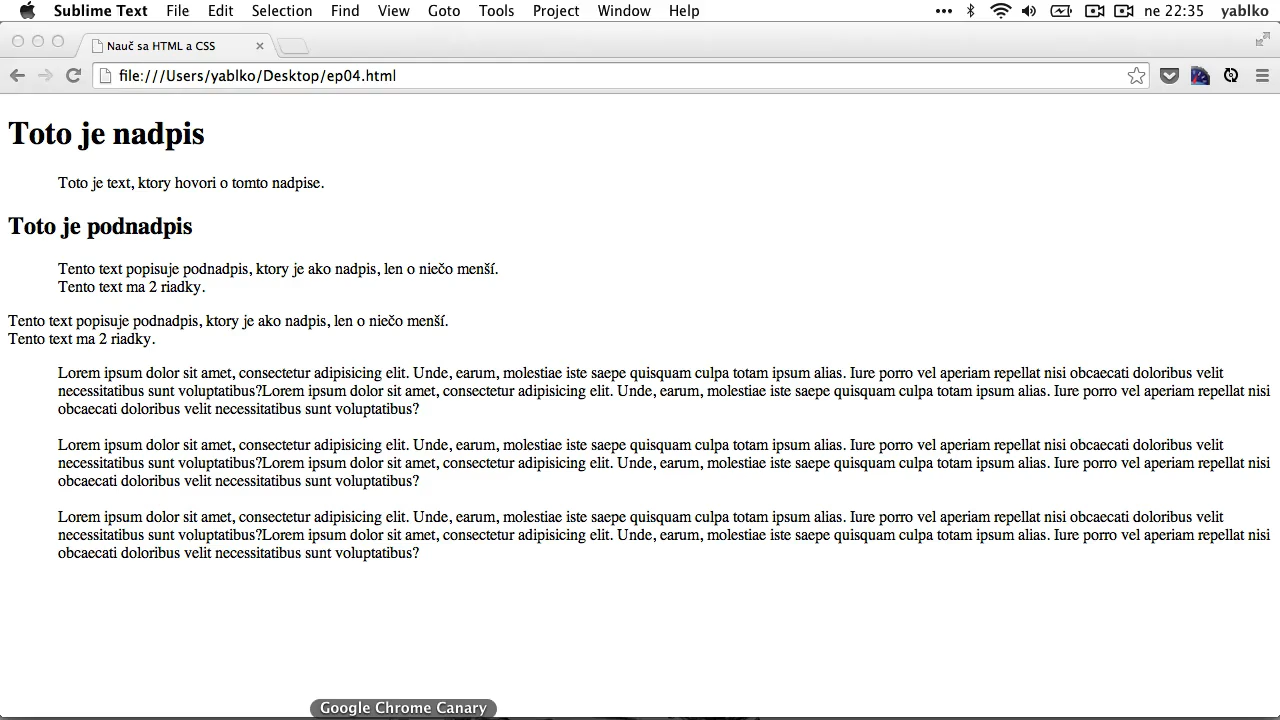 Sublime Text File Edit Selection Find View Goto Tools Project Window Help ne 22:35 yablko
Nauč sa HTML a CSS
file:///Users/yablko/Desktop/ep04.html
Toto je nadpis
Toto je text, ktory hovori o tomto nadpise.
Toto je podnadpis
Tento text popisuje podnadpis, ktory je ako nadpis, len o niečo menší.
Tento text ma 2 riadky.
Tento text popisuje podnadpis, ktory je ako nadpis, len o niečo menší.
Tento text ma 2 riadky.
Lorem ipsum dolor sit amet, consectetur adipisicing elit. Unde, earum, molestiae iste saepe quisquam culpa totam ipsum alias. Iure porro vel aperiam repellat nisi obcaecati doloribus velit
necessitatibus sunt voluptatibus?Lorem ipsum dolor sit amet, consectetur adipisicing elit. Unde, earum, molestiae iste saepe quisquam culpa totam ipsum alias. Iure porro vel aperiam repellat nisi
obcaecati doloribus velit necessitatibus sunt voluptatibus?
Lorem ipsum dolor sit amet, consectetur adipisicing elit. Unde, earum, molestiae iste saepe quisquam culpa totam ipsum alias. Iure porro vel aperiam repellat nisi obcaecati doloribus velit
necessitatibus sunt voluptatibus?Lorem ipsum dolor sit amet, consectetur adipisicing elit. Unde, earum, molestiae iste saepe quisquam culpa totam ipsum alias. Iure porro vel aperiam repellat nisi
obcaecati doloribus velit necessitatibus sunt voluptatibus?
Lorem ipsum dolor sit amet, consectetur adipisicing elit. Unde, earum, molestiae iste saepe quisquam culpa totam ipsum alias. Iure porro vel aperiam repellat nisi obcaecati doloribus velit
necessitatibus sunt voluptatibus?Lorem ipsum dolor sit amet, consectetur adipisicing elit. Unde, earum, molestiae iste saepe quisquam culpa totam ipsum alias. Iure porro vel aperiam repellat nisi
obcaecati doloribus velit necessitatibus sunt voluptatibus?
Google Chrome Canary